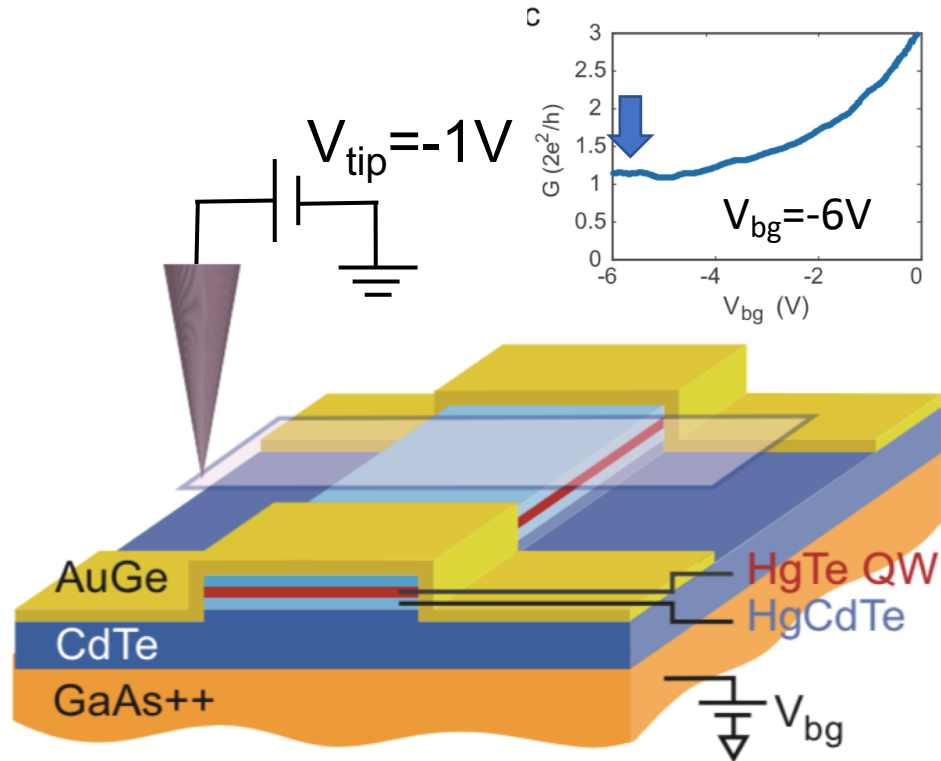 c
V_tip=-1V
G (2e²/h)
3
2.5
2
1.5
1
0.5
0
V_bg=-6V
-6
-4
-2
0
V_bg (V)
AuGe
HgTe QW
HgCdTe
CdTe
GaAs++
V_bg